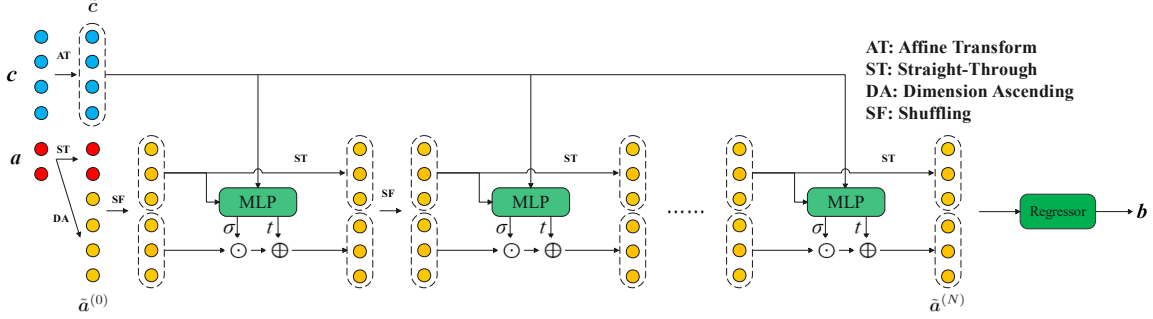 ĉ
AT
c
AT: Affine Transform
ST: Straight-Through
DA: Dimension Ascending
SF: Shuffling
a
ST
DA
SF
ST
MLP
σ
t
SF
ST
MLP
σ
t
......
ST
MLP
σ
t
Regressor
b
ã(0)
ã(N)